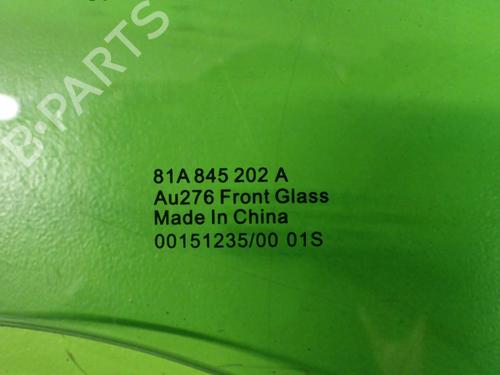 B-PARTS
81A 845 202 A
Au276 Front Glass
Made In China
00151235/00 01S